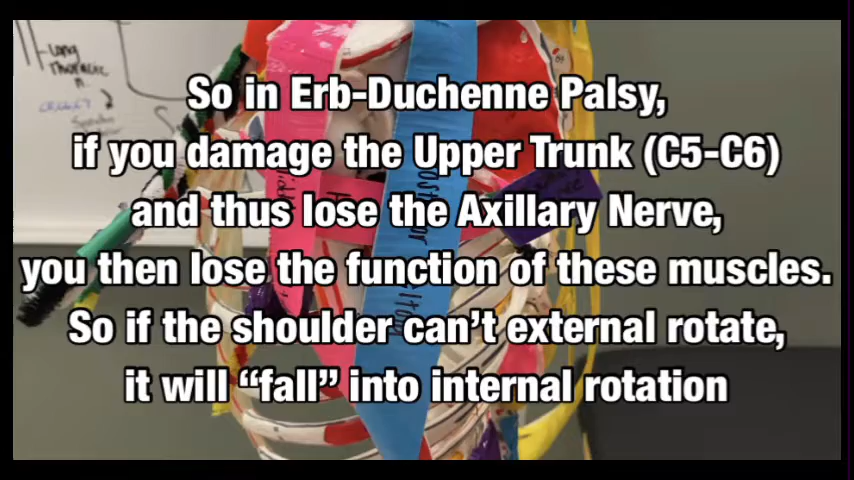 Long
Thoracic
n.
So in Erb-Duchenne Palsy,
if you damage the Upper Trunk (C5-C6)
and thus lose the Axillary Nerve,
you then lose the function of these muscles.
So if the shoulder can’t external rotate,
it will “fall” into internal rotation